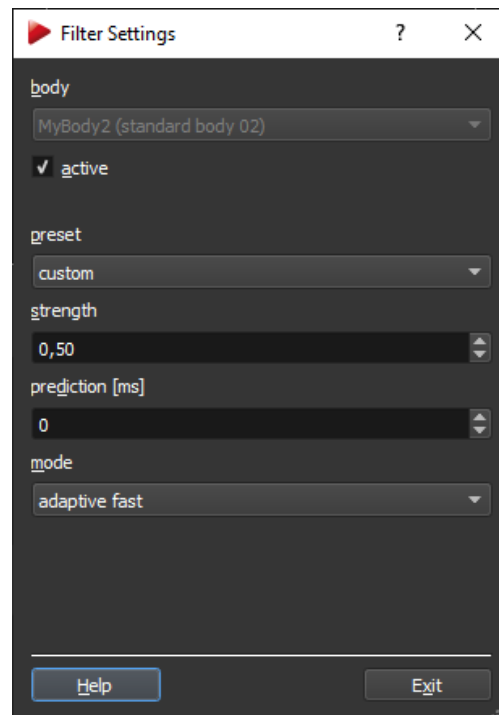 Filter Settings
?
body
MyBody2 (standard body 02)
active
preset
custom
strength
0,50
prediction [ms]
0
mode
adaptive fast
Help
Exit